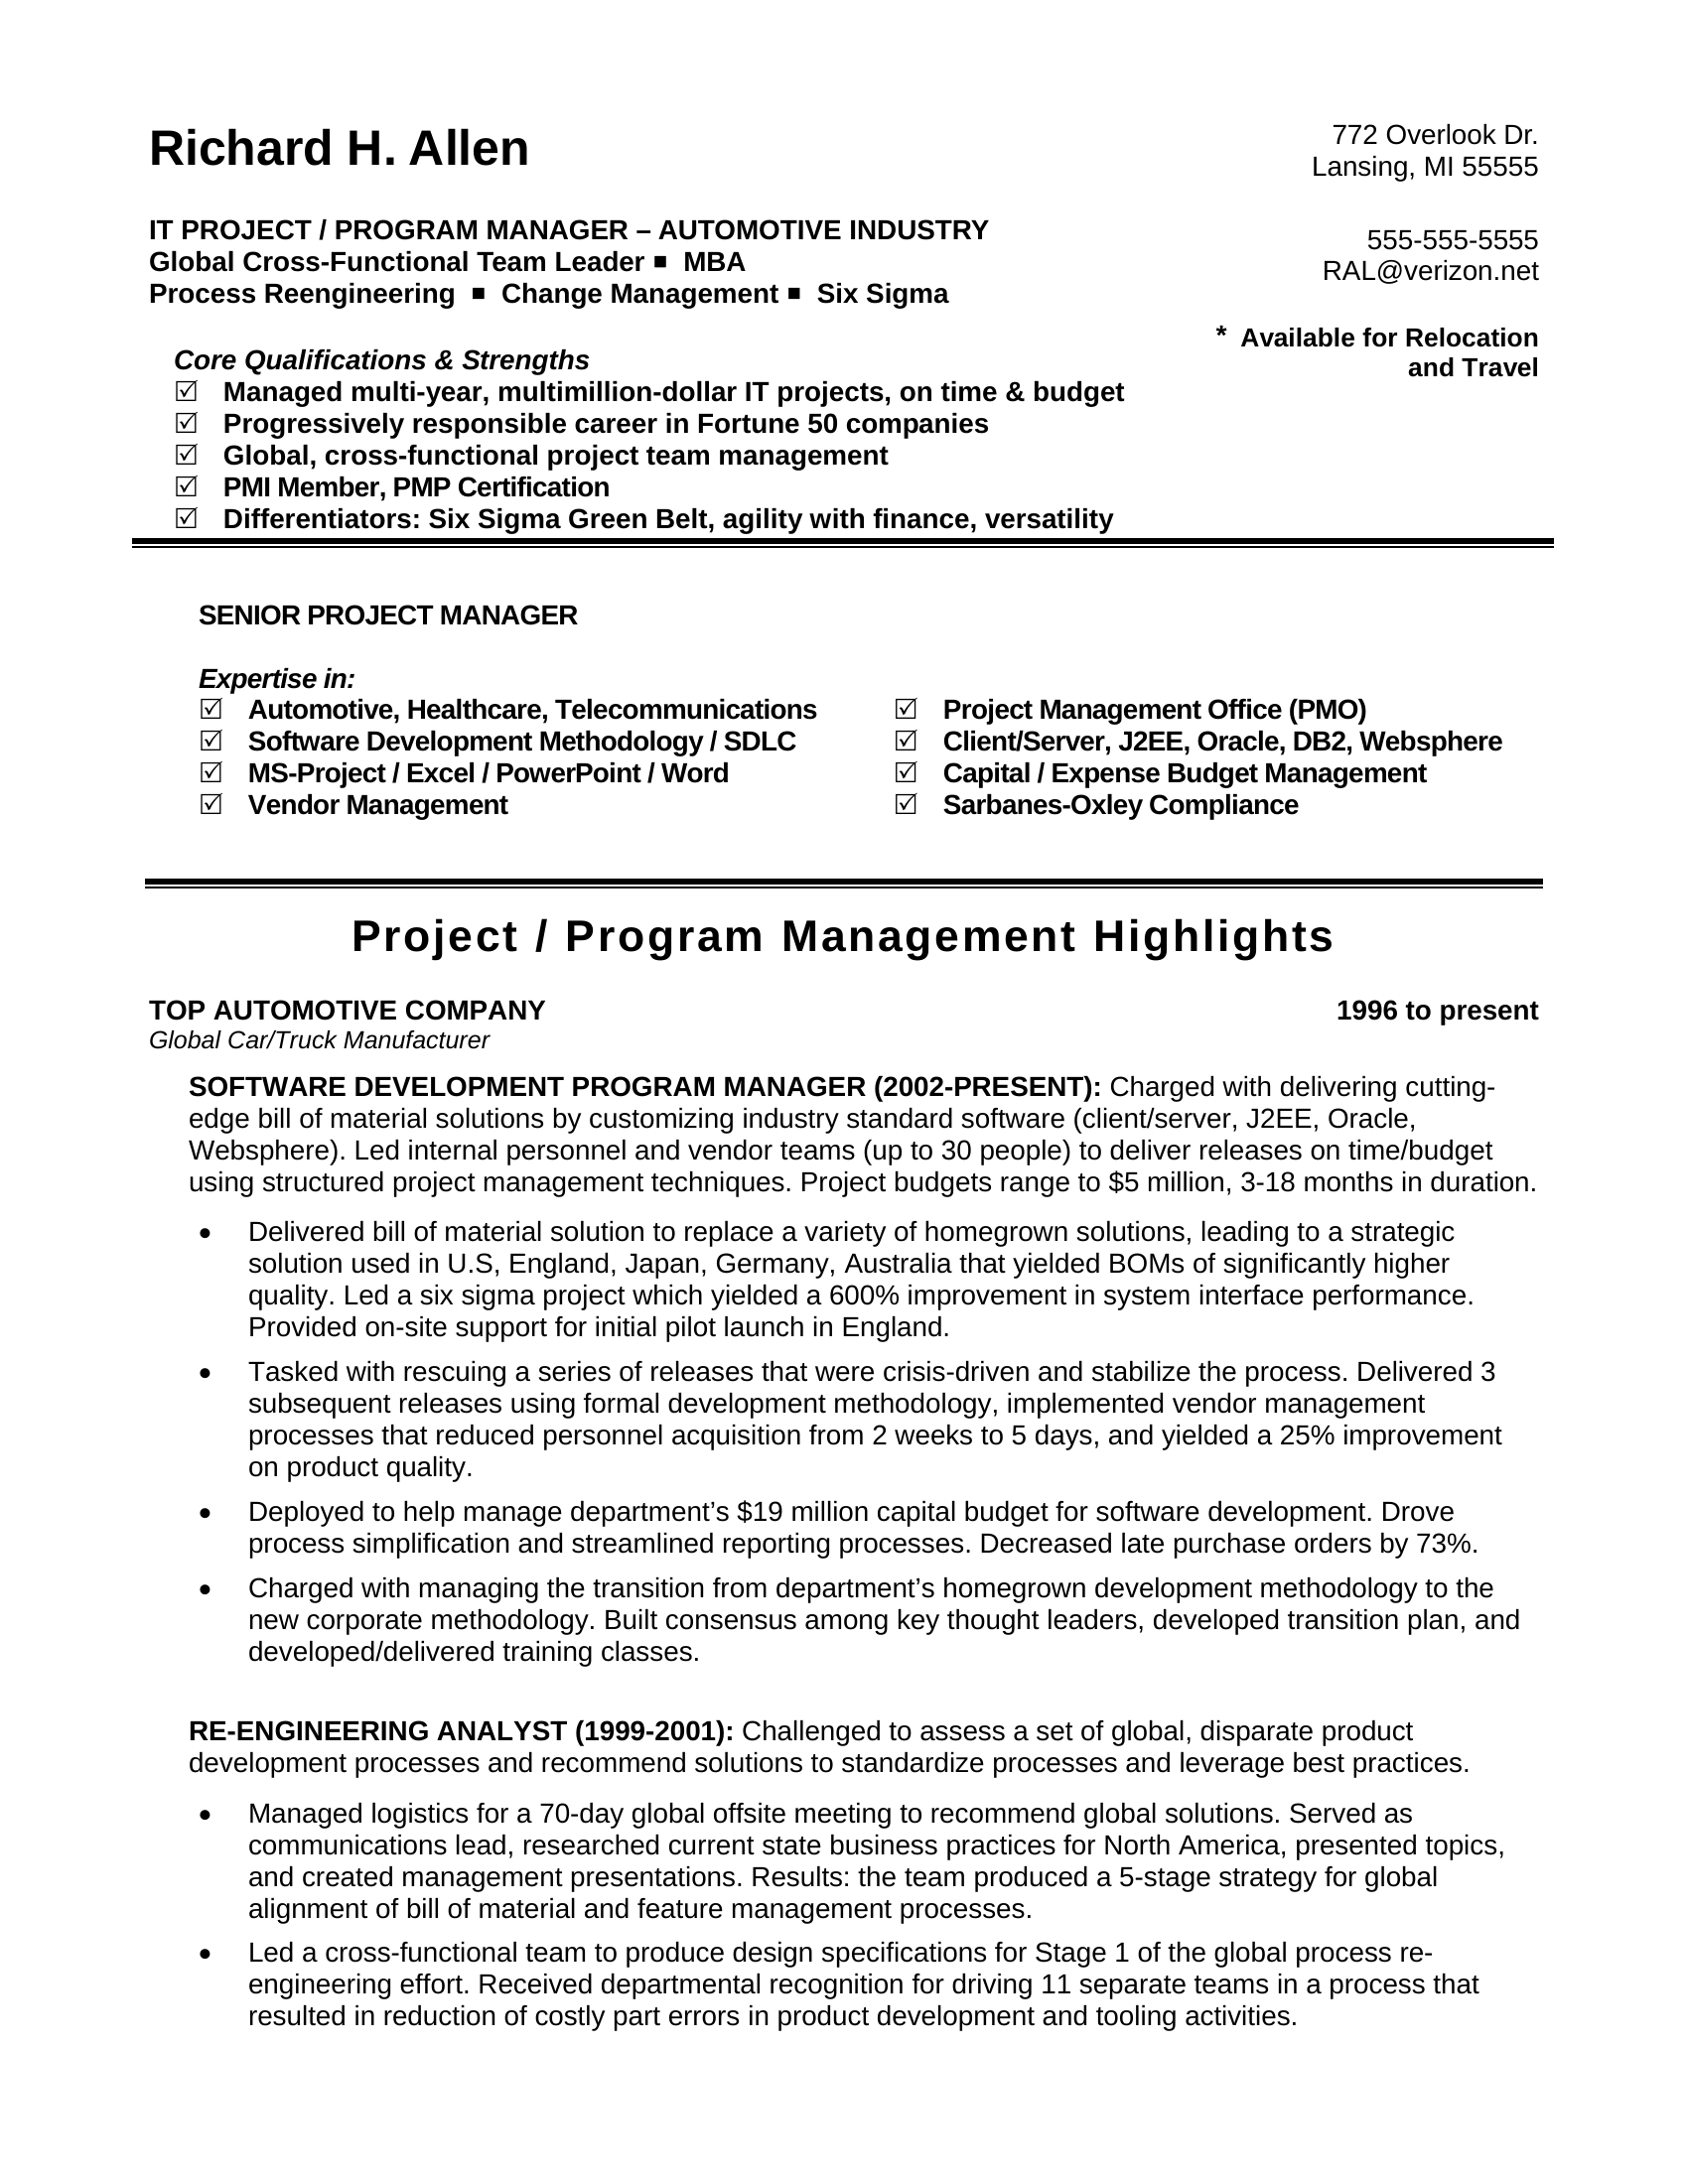 Richard H. Allen
772 Overlook Dr.
Lansing, MI 55555
555-555-5555
RAL@verizon.net
* Available for Relocation
and Travel
IT PROJECT / PROGRAM MANAGER – AUTOMOTIVE INDUSTRY
Global Cross-Functional Team Leader ■ MBA
Process Reengineering ■ Change Management ■ Six Sigma
Core Qualifications & Strengths
☑ Managed multi-year, multimillion-dollar IT projects, on time & budget
☑ Progressively responsible career in Fortune 50 companies
☑ Global, cross-functional project team management
☑ PMI Member, PMP Certification
☑ Differentiators: Six Sigma Green Belt, agility with finance, versatility
SENIOR PROJECT MANAGER
Expertise in:
☑ Automotive, Healthcare, Telecommunications
☑ Software Development Methodology / SDLC
☑ MS-Project / Excel / PowerPoint / Word
☑ Vendor Management
☑ Project Management Office (PMO)
☑ Client/Server, J2EE, Oracle, DB2, Websphere
☑ Capital / Expense Budget Management
☑ Sarbanes-Oxley Compliance
Project / Program Management Highlights
TOP AUTOMOTIVE COMPANY 1996 to present
Global Car/Truck Manufacturer
SOFTWARE DEVELOPMENT PROGRAM MANAGER (2002-PRESENT): Charged with delivering cutting-
edge bill of material solutions by customizing industry standard software (client/server, J2EE, Oracle,
Websphere). Led internal personnel and vendor teams (up to 30 people) to deliver releases on time/budget
using structured project management techniques. Project budgets range to $5 million, 3-18 months in duration.
• Delivered bill of material solution to replace a variety of homegrown solutions, leading to a strategic
solution used in U.S, England, Japan, Germany, Australia that yielded BOMs of significantly higher
quality. Led a six sigma project which yielded a 600% improvement in system interface performance.
Provided on-site support for initial pilot launch in England.
• Tasked with rescuing a series of releases that were crisis-driven and stabilize the process. Delivered 3
subsequent releases using formal development methodology, implemented vendor management
processes that reduced personnel acquisition from 2 weeks to 5 days, and yielded a 25% improvement
on product quality.
• Deployed to help manage department’s $19 million capital budget for software development. Drove
process simplification and streamlined reporting processes. Decreased late purchase orders by 73%.
• Charged with managing the transition from department’s homegrown development methodology to the
new corporate methodology. Built consensus among key thought leaders, developed transition plan, and
developed/delivered training classes.
RE-ENGINEERING ANALYST (1999-2001): Challenged to assess a set of global, disparate product
development processes and recommend solutions to standardize processes and leverage best practices.
• Managed logistics for a 70-day global offsite meeting to recommend global solutions. Served as
communications lead, researched current state business practices for North America, presented topics,
and created management presentations. Results: the team produced a 5-stage strategy for global
alignment of bill of material and feature management processes.
• Led a cross-functional team to produce design specifications for Stage 1 of the global process re-
engineering effort. Received departmental recognition for driving 11 separate teams in a process that
resulted in reduction of costly part errors in product development and tooling activities.